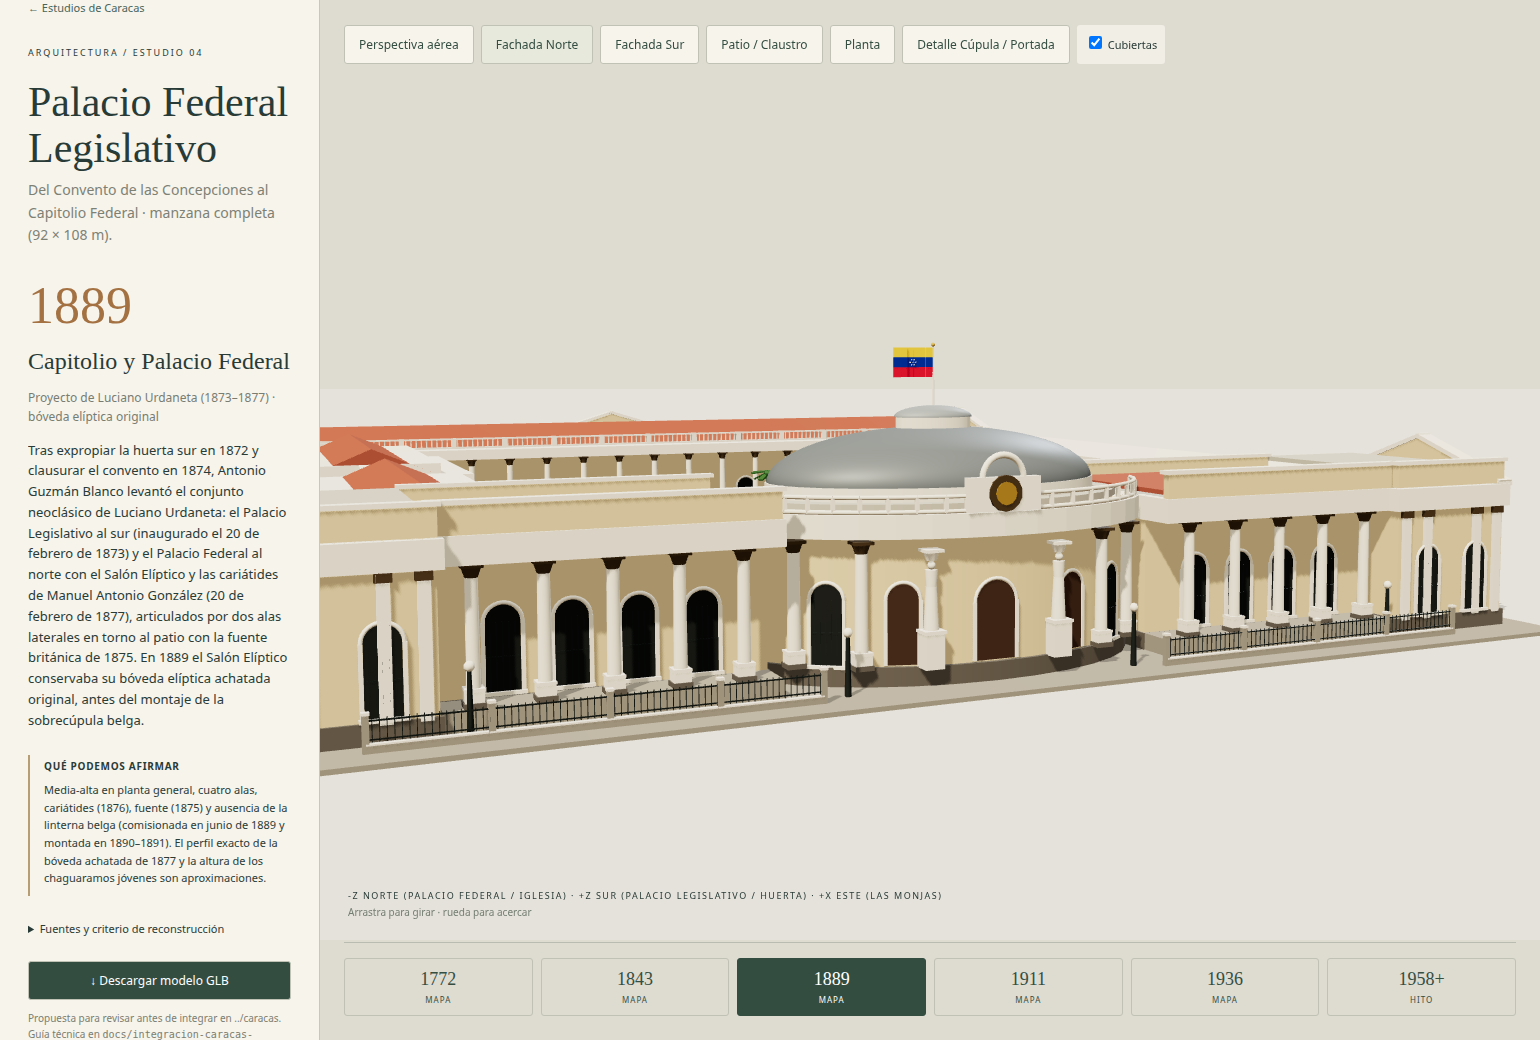 ← Estudios de Caracas
ARQUITECTURA / ESTUDIO 04
Palacio Federal
Legislativo
Del Convento de las Concepciones al
Capitolio Federal · manzana completa
(92 × 108 m).
1889
Capitolio y Palacio Federal
Proyecto de Luciano Urdaneta (1873–1877) ·
bóveda elíptica original
Tras expropiar la huerta sur en 1872 y
clausurar el convento en 1874, Antonio
Guzmán Blanco levantó el conjunto
neoclásico de Luciano Urdaneta: el Palacio
Legislativo al sur (inaugurado el 20 de
febrero de 1873) y el Palacio Federal al
norte con el Salón Elíptico y las cariátides
de Manuel Antonio González (20 de
febrero de 1877), articulados por dos alas
laterales en torno al patio con la fuente
británica de 1875. En 1889 el Salón Elíptico
conservaba su bóveda elíptica achatada
original, antes del montaje de la
sobrecúpula belga.
QUÉ PODEMOS AFIRMAR
Media-alta en planta general, cuatro alas,
cariátides (1876), fuente (1875) y ausencia de la
linterna belga (comisionada en junio de 1889 y
montada en 1890–1891). El perfil exacto de la
bóveda achatada de 1877 y la altura de los
chaguaramos jóvenes son aproximaciones.
▶ Fuentes y criterio de reconstrucción
↓ Descargar modelo GLB
Propuesta para revisar antes de integrar en ../caracas.
Guía técnica en docs/integracion-caracas-
Perspectiva aérea
Fachada Norte
Fachada Sur
Patio / Claustro
Planta
Detalle Cúpula / Portada
Cubiertas
-Z NORTE (PALACIO FEDERAL / IGLESIA) · +Z SUR (PALACIO LEGISLATIVO / HUERTA) · +X ESTE (LAS MONJAS)
Arrastra para girar · rueda para acercar
1772
MAPA
1843
MAPA
1889
MAPA
1911
MAPA
1936
MAPA
1958+
HITO